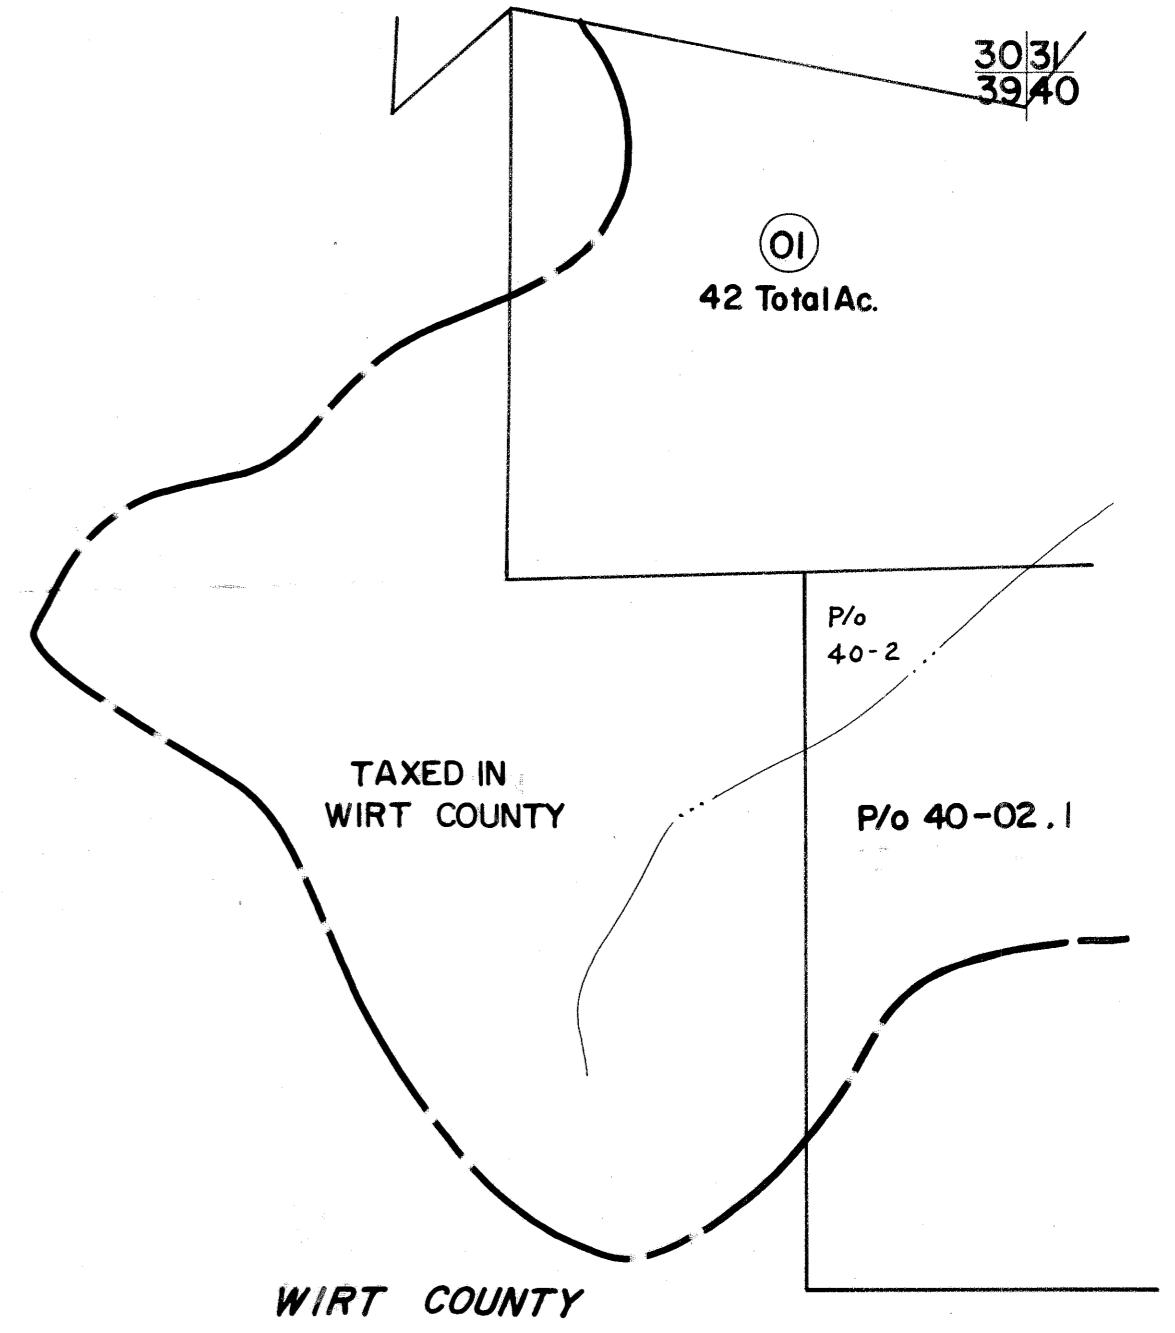 30 31
39 40
01
42 Total Ac.
P/o
40-2
TAXED IN
WIRT COUNTY
P/o 40-02.1
WIRT COUNTY